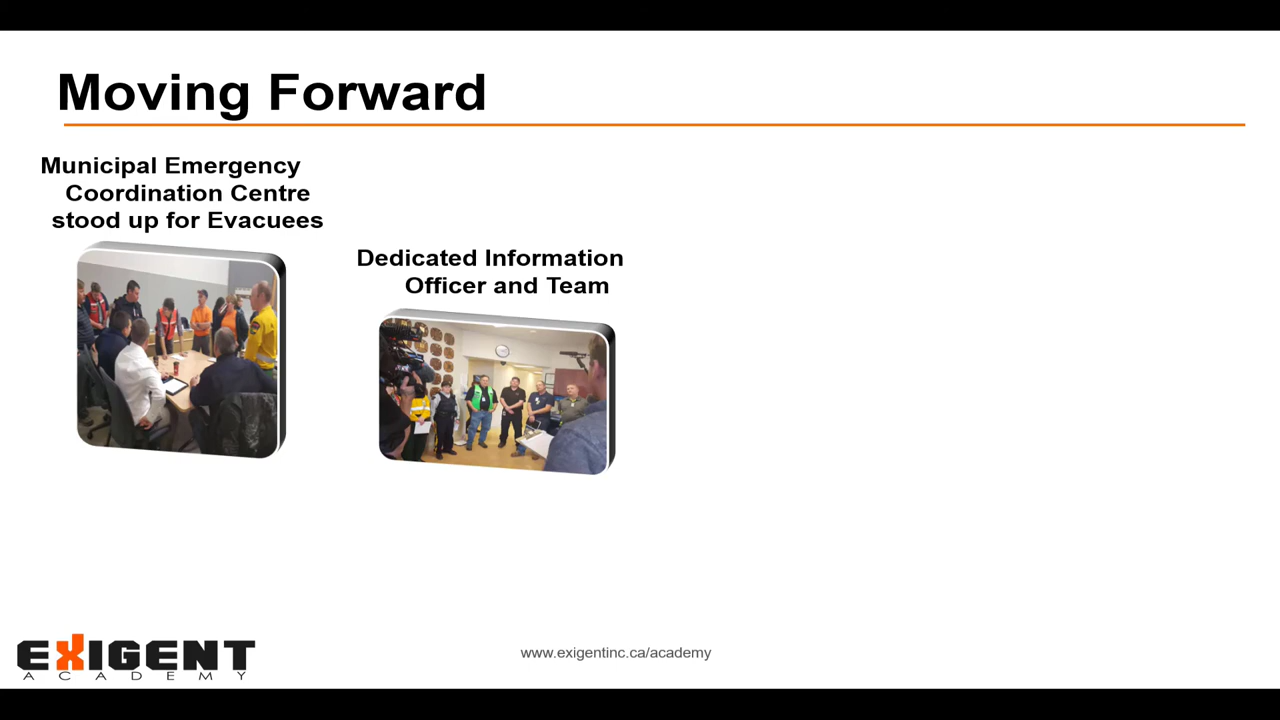 Moving Forward
Municipal Emergency
Coordination Centre
stood up for Evacuees
Dedicated Information
Officer and Team
EXIGENT
ACADEMY
www.exigentinc.ca/academy